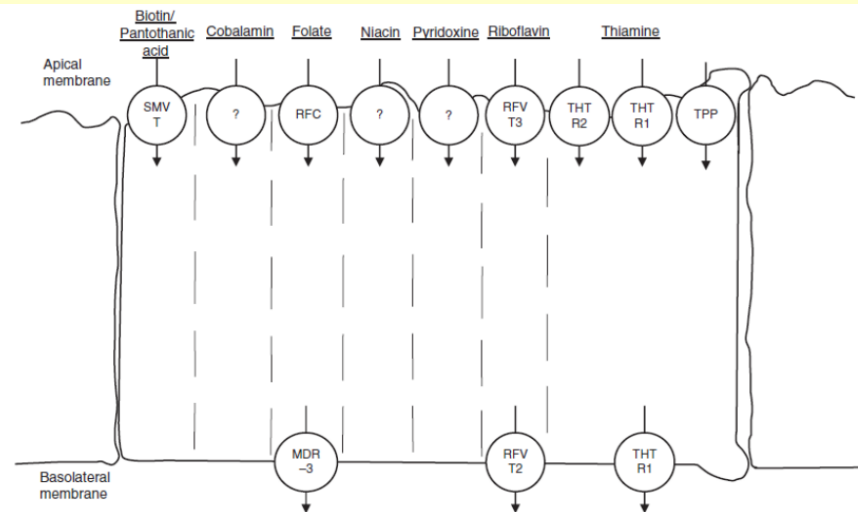 Biotin/
Pantothanic
acid
Cobalamin
Folate
Niacin
Pyridoxine
Riboflavin
Thiamine
Apical
membrane
SMV
T
?
RFC
?
?
RFV
T3
THT
R2
THT
R1
TPP
MDR
–3
RFV
T2
THT
R1
Basolateral
membrane